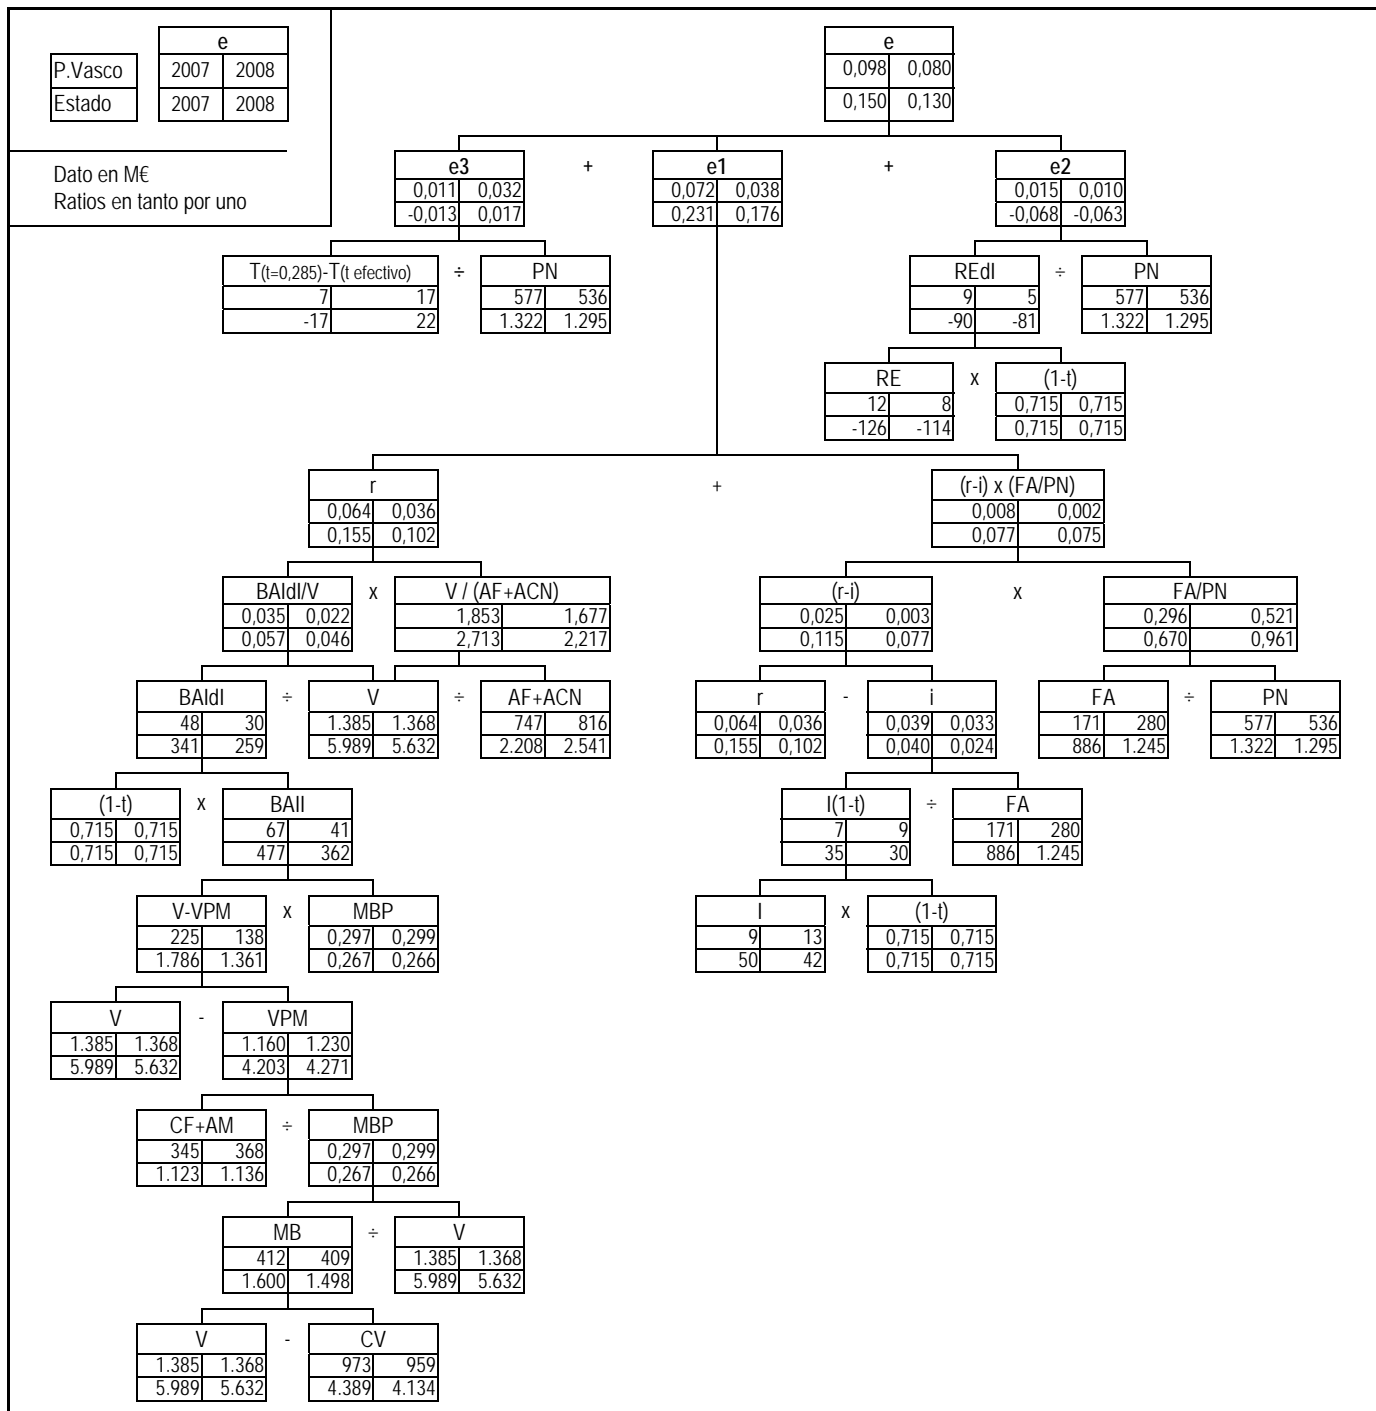 e
P.Vasco 2007 2008
Estado 2007 2008
Dato en M€
Ratios en tanto por uno
e
0,098 0,080
0,150 0,130
e3 + e1 + e2
0,011 0,032 0,072 0,038 0,015 0,010
-0,013 0,017 0,231 0,176 -0,068 -0,063
T(t=0,285)-T(t efectivo) ÷ PN REdI ÷ PN
7 17 577 536 9 5 577 536
-17 22 1.322 1.295 -90 -81 1.322 1.295
RE x (1-t)
12 8 0,715 0,715
-126 -114 0,715 0,715
r + (r-i) x (FA/PN)
0,064 0,036 0,008 0,002
0,155 0,102 0,077 0,075
BAIdI/V x V / (AF+ACN) (r-i) x FA/PN
0,035 0,022 1,853 1,677 0,025 0,003 0,296 0,521
0,057 0,046 2,713 2,217 0,115 0,077 0,670 0,961
BAIdI ÷ V ÷ AF+ACN r - i FA ÷ PN
48 30 1.385 1.368 747 816 0,064 0,036 0,039 0,033 171 280 577 536
341 259 5.989 5.632 2.208 2.541 0,155 0,102 0,040 0,024 886 1.245 1.322 1.295
(1-t) x BAII I(1-t) ÷ FA
0,715 0,715 67 41 7 9 171 280
0,715 0,715 477 362 35 30 886 1.245
V-VPM x MBP I x (1-t)
225 138 0,297 0,299 9 13 0,715 0,715
1.786 1.361 0,267 0,266 50 42 0,715 0,715
V - VPM
1.385 1.368 1.160 1.230
5.989 5.632 4.203 4.271
CF+AM ÷ MBP
345 368 0,297 0,299
1.123 1.136 0,267 0,266
MB ÷ V
412 409 1.385 1.368
1.600 1.498 5.989 5.632
V - CV
1.385 1.368 973 959
5.989 5.632 4.389 4.134